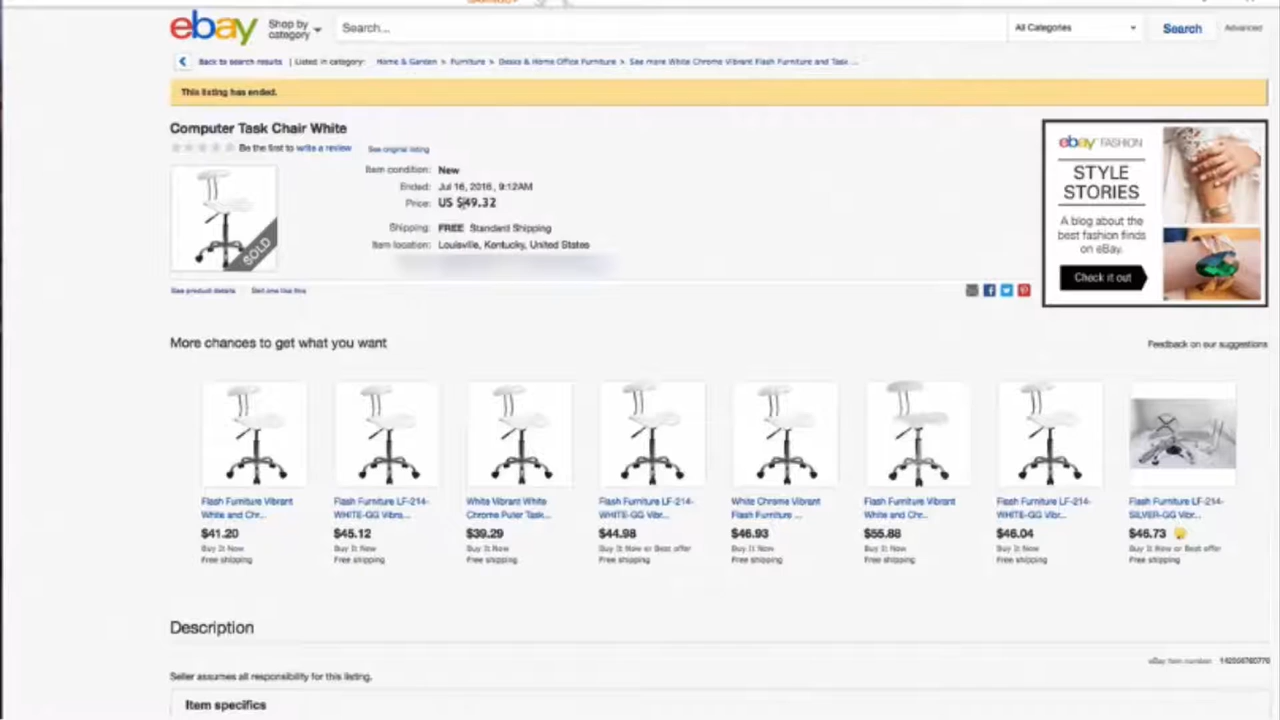 ebay
Shop by category
Search...
All Categories
Search
Advanced
Back to search results | Listed in category: Home & Garden > Furniture > Desks & Home Office Furniture > See more White Chrome Vibrant Flash Furniture and Task ...
This listing has ended.
Computer Task Chair White
Be the first to write a review
See original listing
Item condition: New
Ended: Jul 16, 2016, 9:12AM
Price: US $49.32
Shipping: FREE Standard Shipping
Item location: Louisville, Kentucky, United States
SOLD
See product details
Sell one like this
ebay FASHION
STYLE
STORIES
A blog about the
best fashion finds
on eBay.
Check it out
More chances to get what you want
Feedback on our suggestions
Flash Furniture Vibrant
White and Chr...
$41.20
Buy It Now
Free shipping
Flash Furniture LF-214-
WHITE-GG Vibra...
$45.12
Buy It Now
Free shipping
White Vibrant White
Chrome Puter Task...
$39.29
Buy It Now
Free shipping
Flash Furniture LF-214-
WHITE-GG Vibr...
$44.98
Buy It Now or Best offer
Free shipping
White Chrome Vibrant
Flash Furniture ...
$46.93
Buy It Now
Free shipping
Flash Furniture Vibrant
White and Chr...
$55.88
Buy It Now
Free shipping
Flash Furniture LF-214-
WHITE-GG Vibr...
$46.04
Buy It Now
Free shipping
Flash Furniture LF-214-
SILVER-GG Vibr...
$46.73
Buy It Now or Best offer
Free shipping
Description
eBay item number:
Seller assumes all responsibility for this listing.
Item specifics